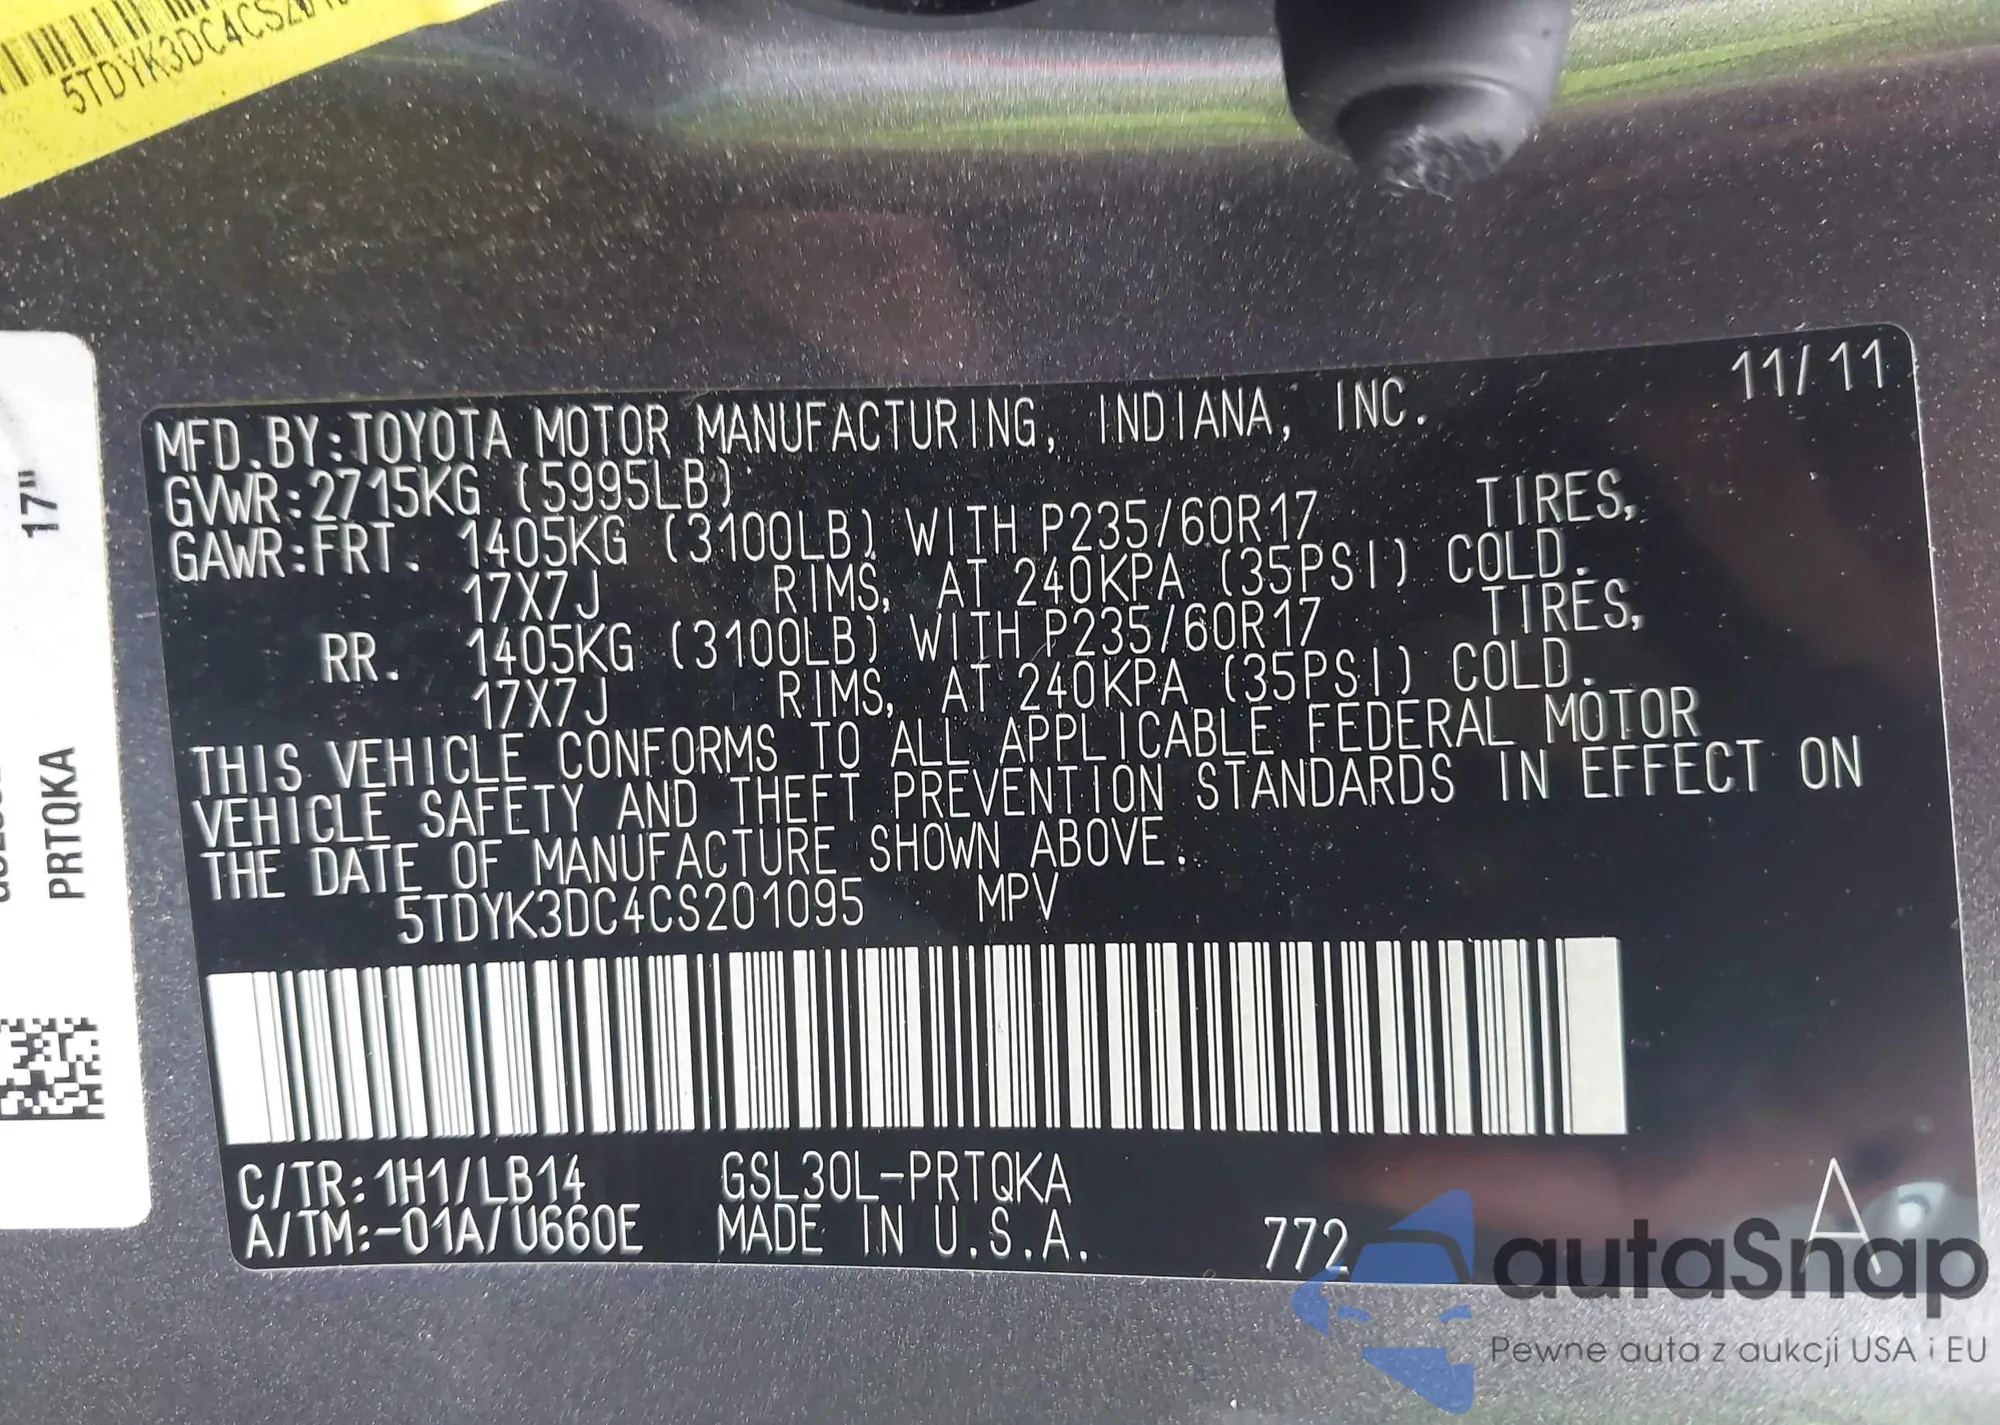 5TDYK3DC4CS201
17"
PRTQKA
11/11
MFD.BY:TOYOTA MOTOR MANUFACTURING, INDIANA, INC.
GVWR:2715KG (5995LB)
GAWR:FRT. 1405KG (3100LB) WITH P235/60R17 TIRES,
17X7J RIMS, AT 240KPA (35PSI) COLD.
RR. 1405KG (3100LB) WITH P235/60R17 TIRES,
17X7J RIMS, AT 240KPA (35PSI) COLD.
THIS VEHICLE CONFORMS TO ALL APPLICABLE FEDERAL MOTOR
VEHICLE SAFETY AND THEFT PREVENTION STANDARDS IN EFFECT ON
THE DATE OF MANUFACTURE SHOWN ABOVE.
5TDYK3DC4CS201095 MPV
C/TR:1H1/LB14 GSL30L-PRTQKA
A/TM:-01A/U660E MADE IN U.S.A. 772 A
autoSnap
Pewne auta z aukcji USA i EU